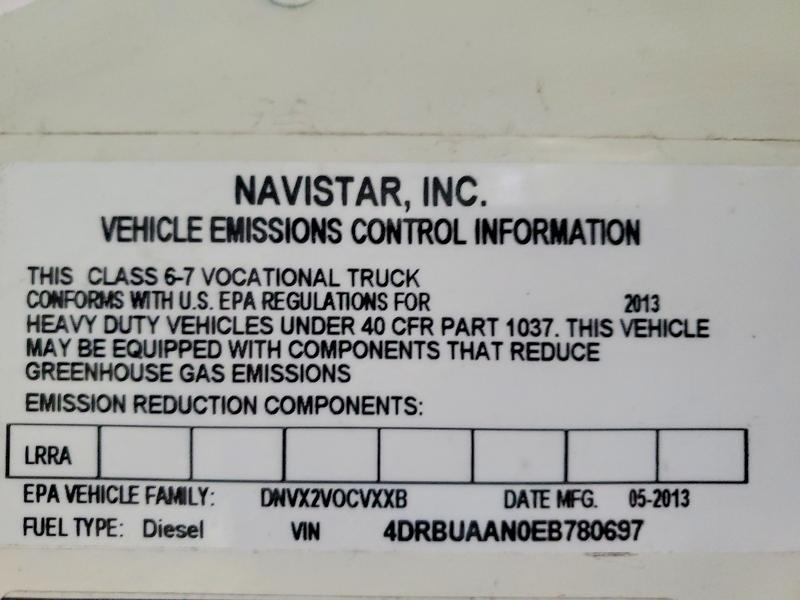 NAVISTAR, INC.
VEHICLE EMISSIONS CONTROL INFORMATION
THIS CLASS 6-7 VOCATIONAL TRUCK
CONFORMS WITH U.S. EPA REGULATIONS FOR 2013
HEAVY DUTY VEHICLES UNDER 40 CFR PART 1037. THIS VEHICLE
MAY BE EQUIPPED WITH COMPONENTS THAT REDUCE
GREENHOUSE GAS EMISSIONS
EMISSION REDUCTION COMPONENTS:
LRRA
EPA VEHICLE FAMILY: DNVX2VOCVXXB DATE MFG. 05-2013
FUEL TYPE: Diesel VIN 4DRBUAAN0EB780697